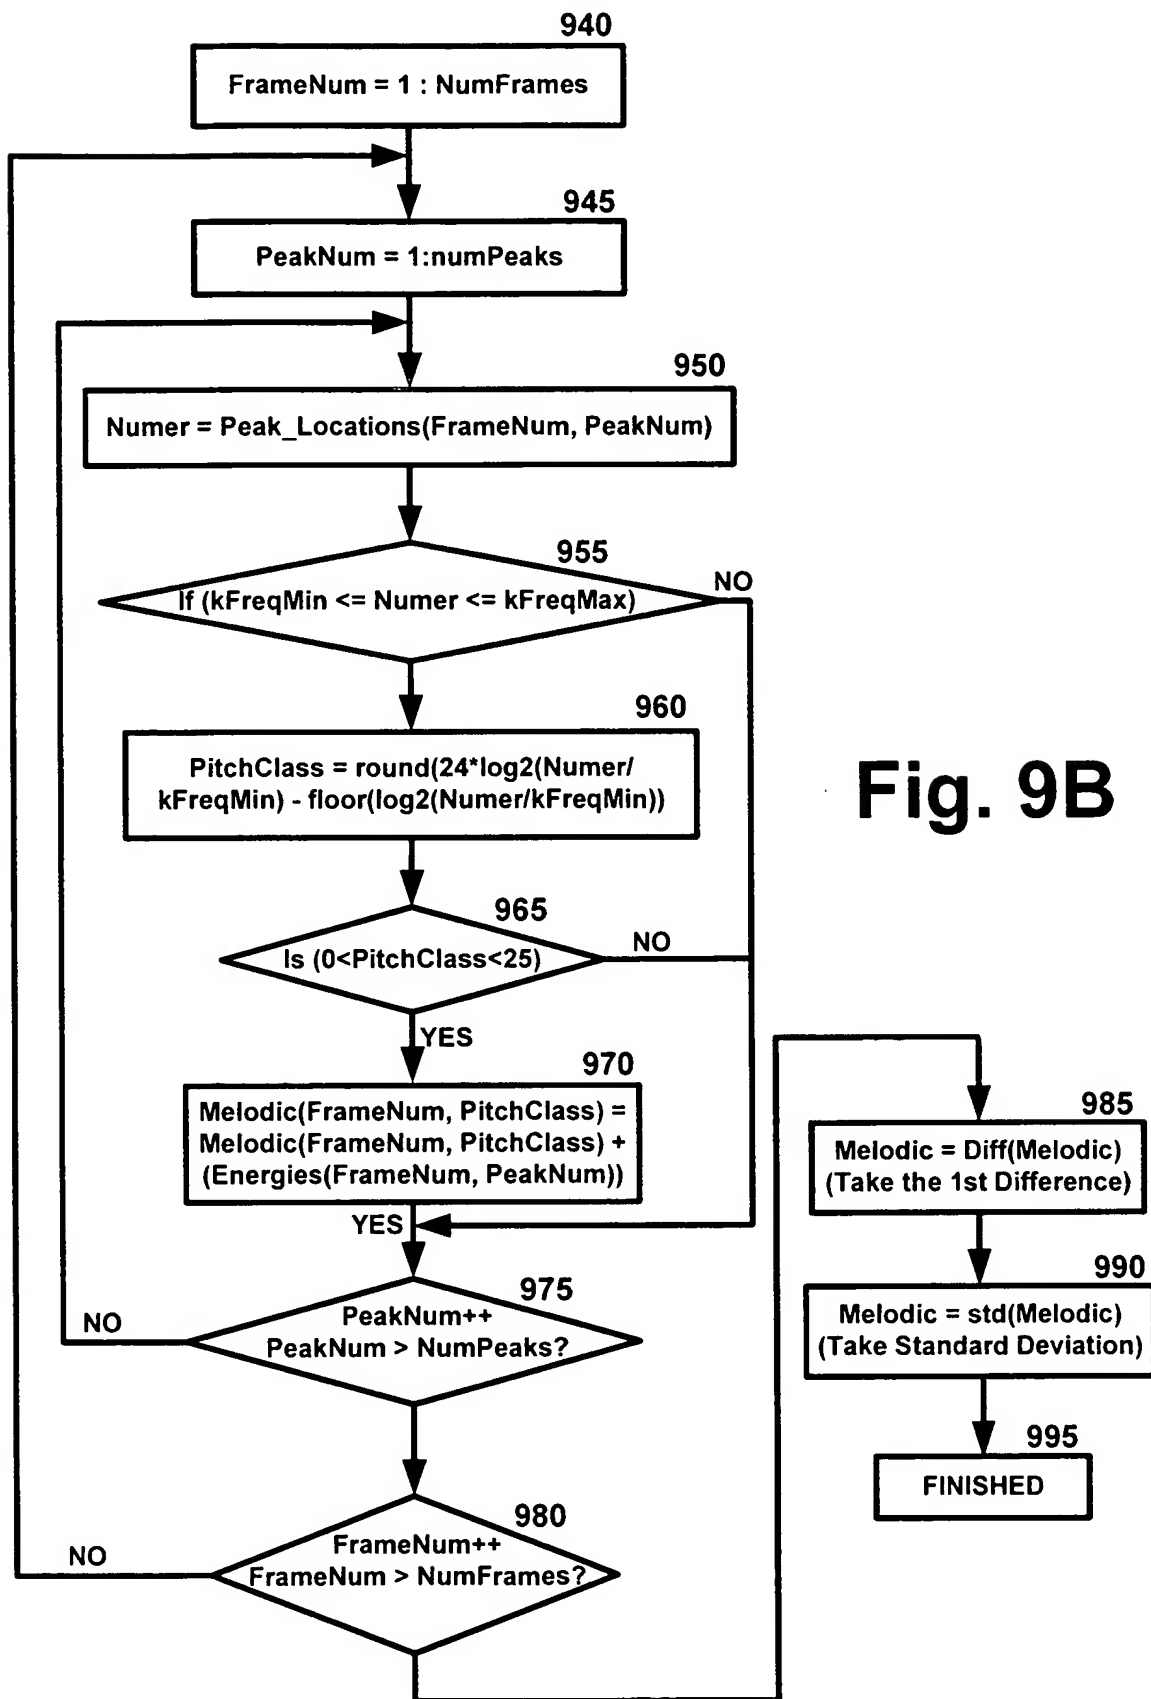 940
FrameNum = 1 : NumFrames
945
PeakNum = 1:numPeaks
950
Numer = Peak_Locations(FrameNum, PeakNum)
955
If (kFreqMin <= Numer <= kFreqMax)
NO
960
PitchClass = round(24*log2(Numer/
kFreqMin) - floor(log2(Numer/kFreqMin))
Fig. 9B
965
Is (0<PitchClass<25)
NO
YES
970
Melodic(FrameNum, PitchClass) =
Melodic(FrameNum, PitchClass) +
(Energies(FrameNum, PeakNum))
YES
975
PeakNum++
PeakNum > NumPeaks?
NO
980
FrameNum++
FrameNum > NumFrames?
NO
985
Melodic = Diff(Melodic)
(Take the 1st Difference)
990
Melodic = std(Melodic)
(Take Standard Deviation)
995
FINISHED